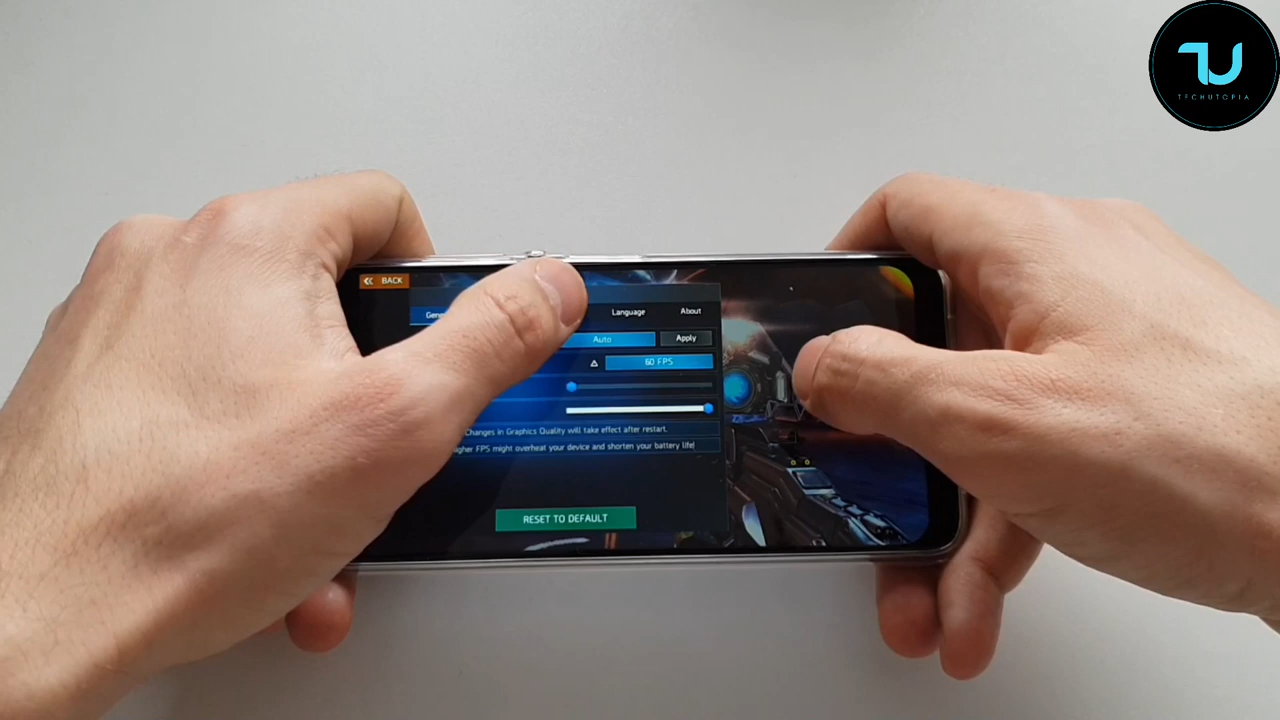 TU
TECHUTOPIA
BACK
Language
About
Auto
Apply
60 FPS
Changes in Graphics Quality will take effect after restart.
FPS might overheat your device and shorten your battery life
RESET TO DEFAULT